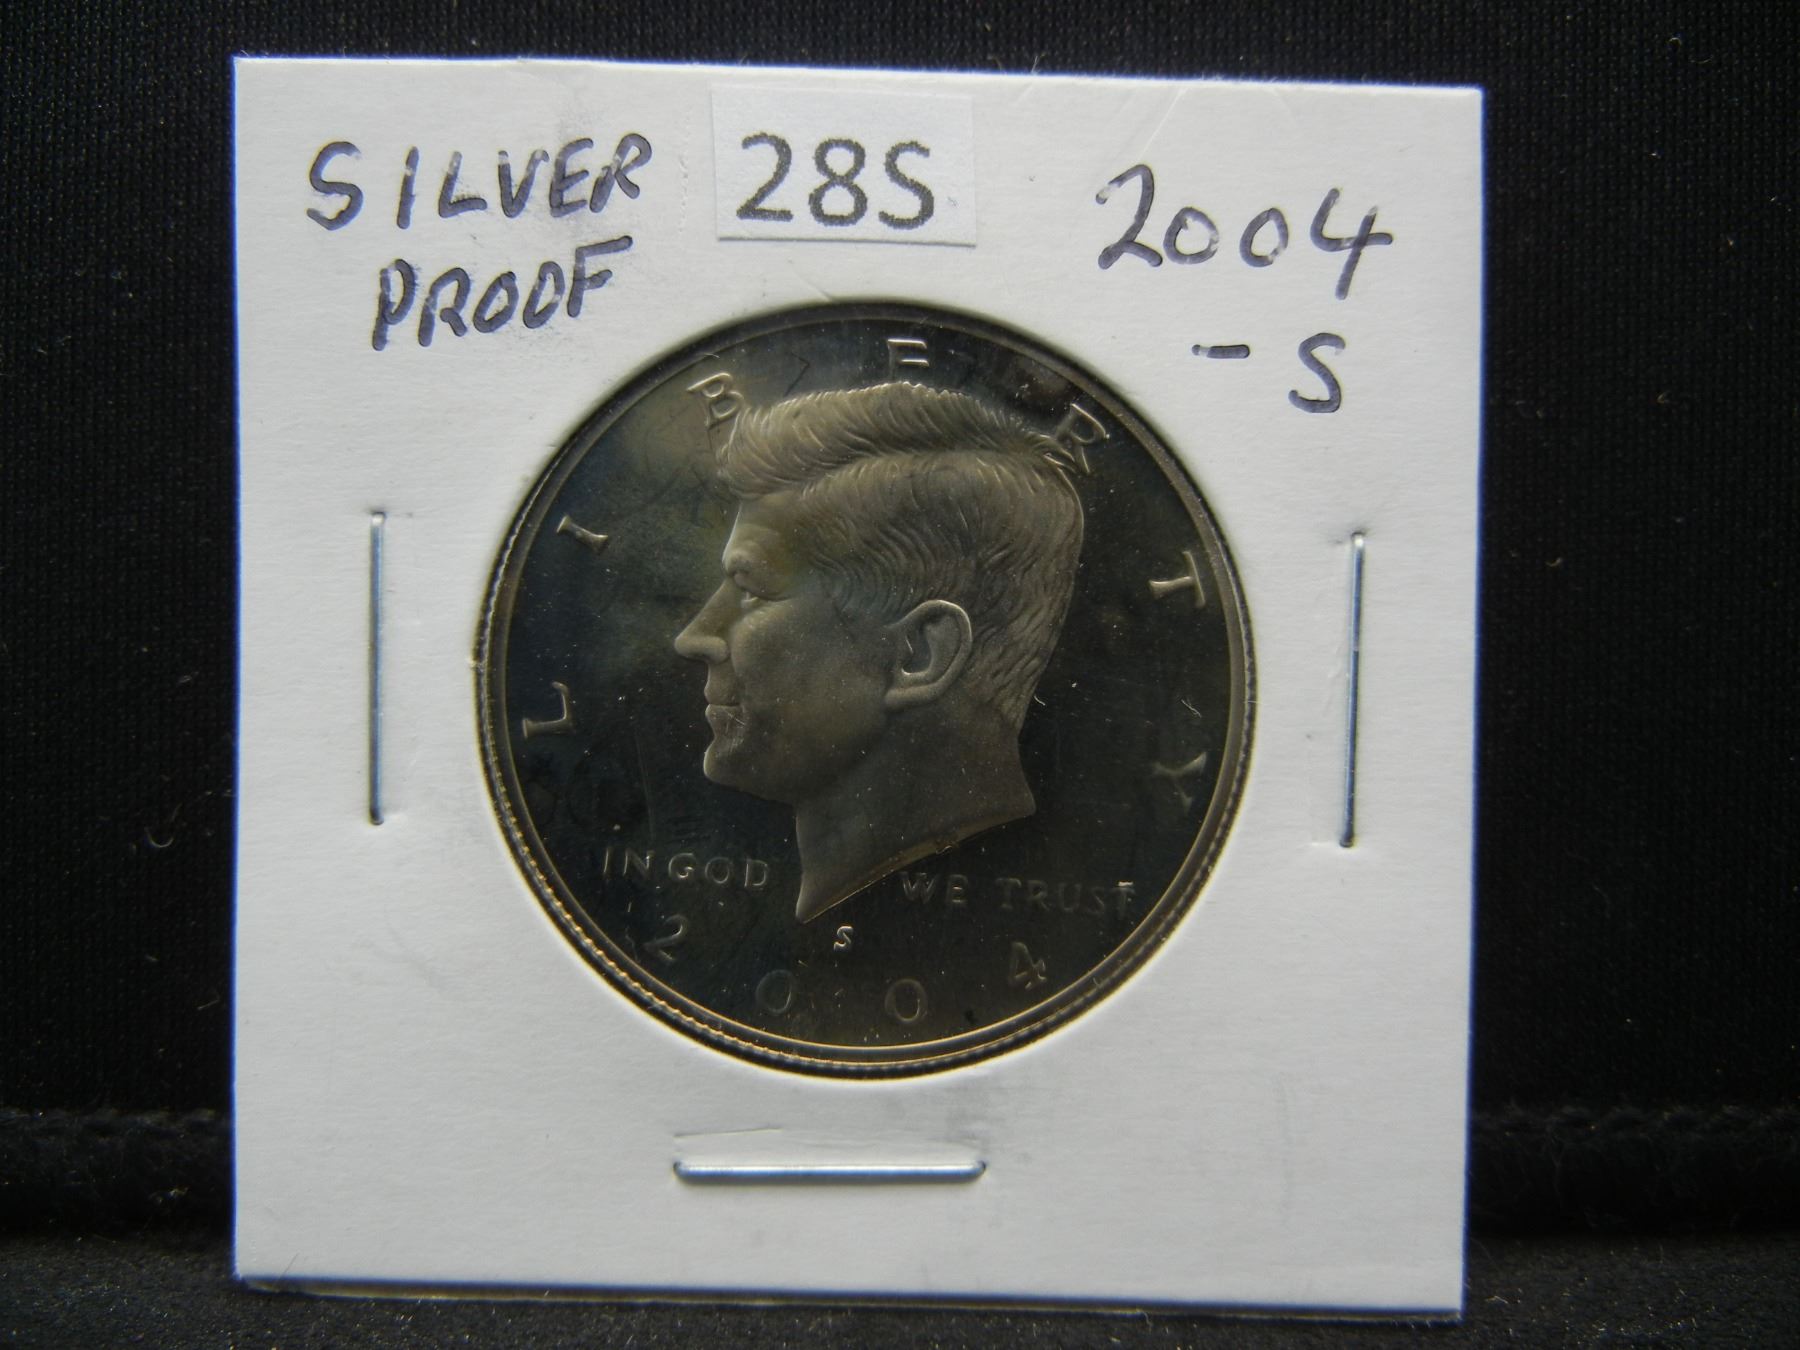 SILVER
PROOF
28S
2004
-S
LIBERTY
IN GOD WE TRUST
S
2004